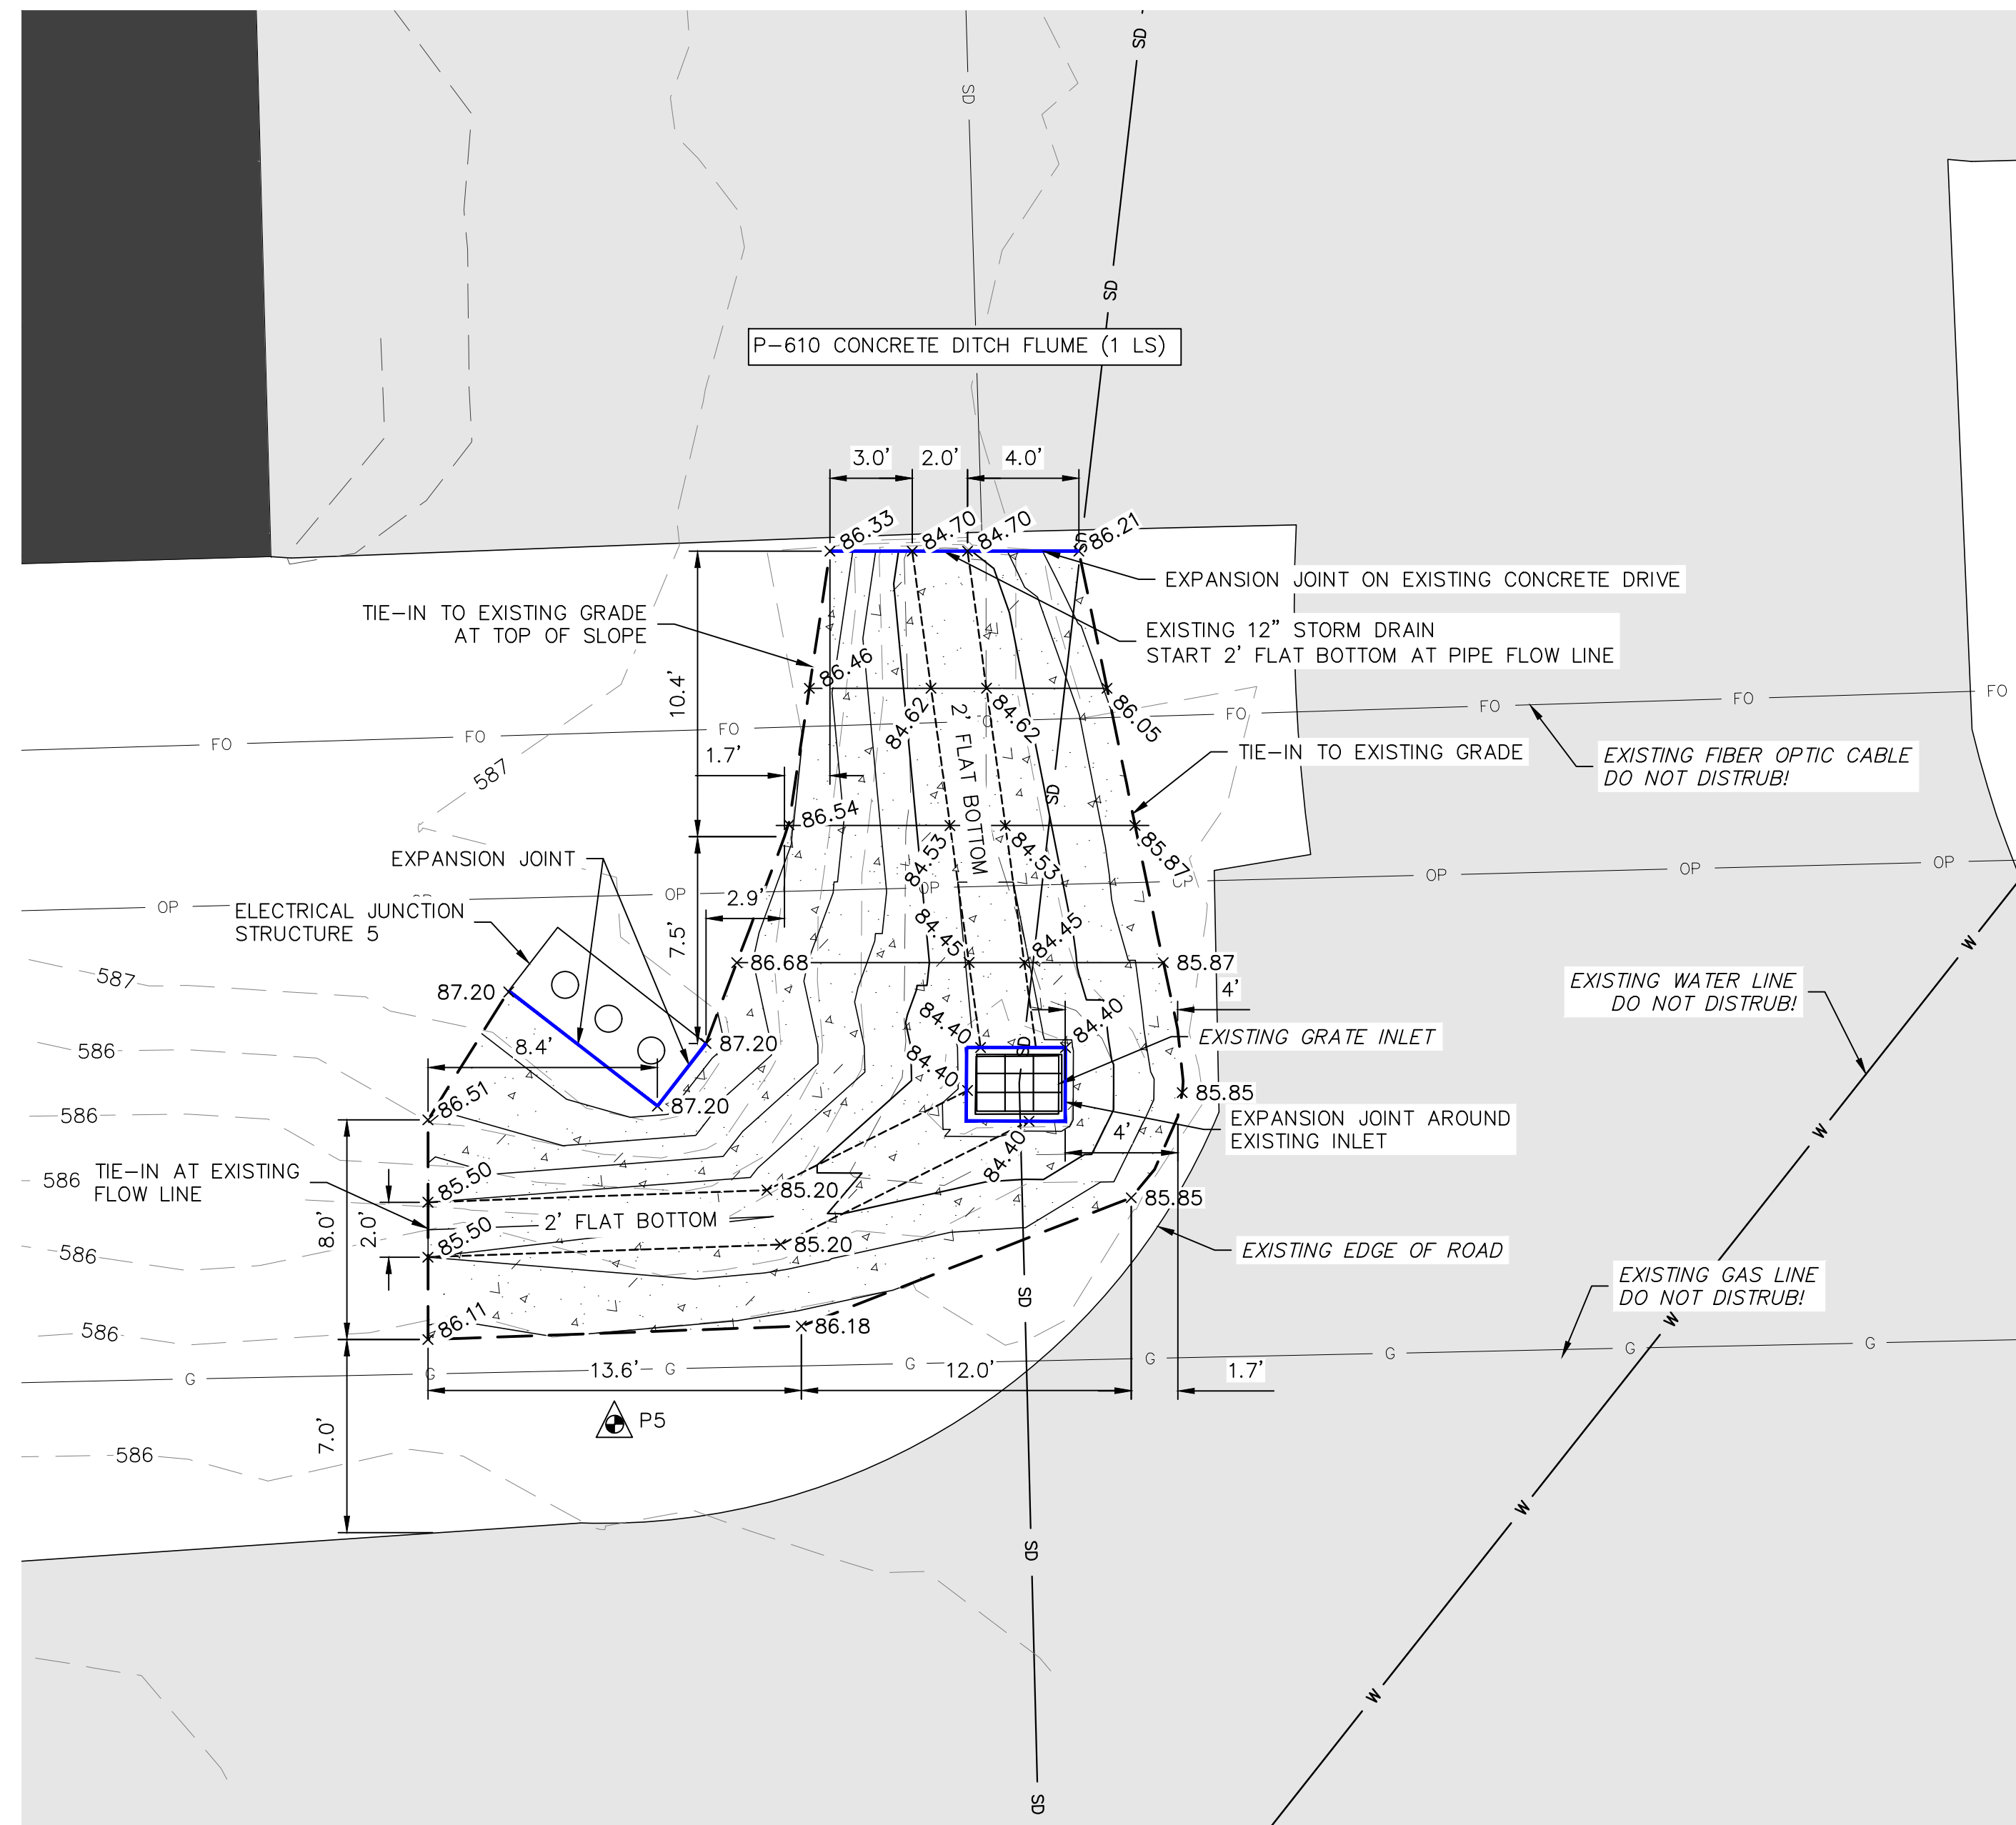 SD
SD
SD
P-610 CONCRETE DITCH FLUME (1 LS)
3.0' 2.0' 4.0'
86.33 84.70 84.70 86.21
SD
EXPANSION JOINT ON EXISTING CONCRETE DRIVE
TIE-IN TO EXISTING GRADE
AT TOP OF SLOPE
EXISTING 12" STORM DRAIN
START 2' FLAT BOTTOM AT PIPE FLOW LINE
10.4'
86.46
84.62 84.62 86.05
2' FLAT BOTTOM
FO FO FO FO FO FO FO
1.7'
587
TIE-IN TO EXISTING GRADE
EXISTING FIBER OPTIC CABLE
DO NOT DISTRUB!
SD
86.54
84.53 84.53 85.87
EXPANSION JOINT
OP OP OP OP OP OP OP
2.9'
ELECTRICAL JUNCTION
STRUCTURE 5
7.5'
84.45 84.45
86.68 85.87
W
587
87.20
EXISTING WATER LINE
DO NOT DISTRUB!
4'
84.40 84.40
87.20
SD
EXISTING GRATE INLET
586
8.4'
84.40
85.85
87.20
586
86.51
EXPANSION JOINT AROUND
EXISTING INLET
4'
W
84.40
TIE-IN AT EXISTING
FLOW LINE
586
85.50
85.20
85.85
8.0'
2.0'
2' FLAT BOTTOM
85.50
85.20
EXISTING EDGE OF ROAD
586
W
EXISTING GAS LINE
DO NOT DISTRUB!
SD
W
86.11
86.18
586
G G G G G G G
13.6' 12.0' 1.7'
P5
7.0'
586
W
SD
W
SD